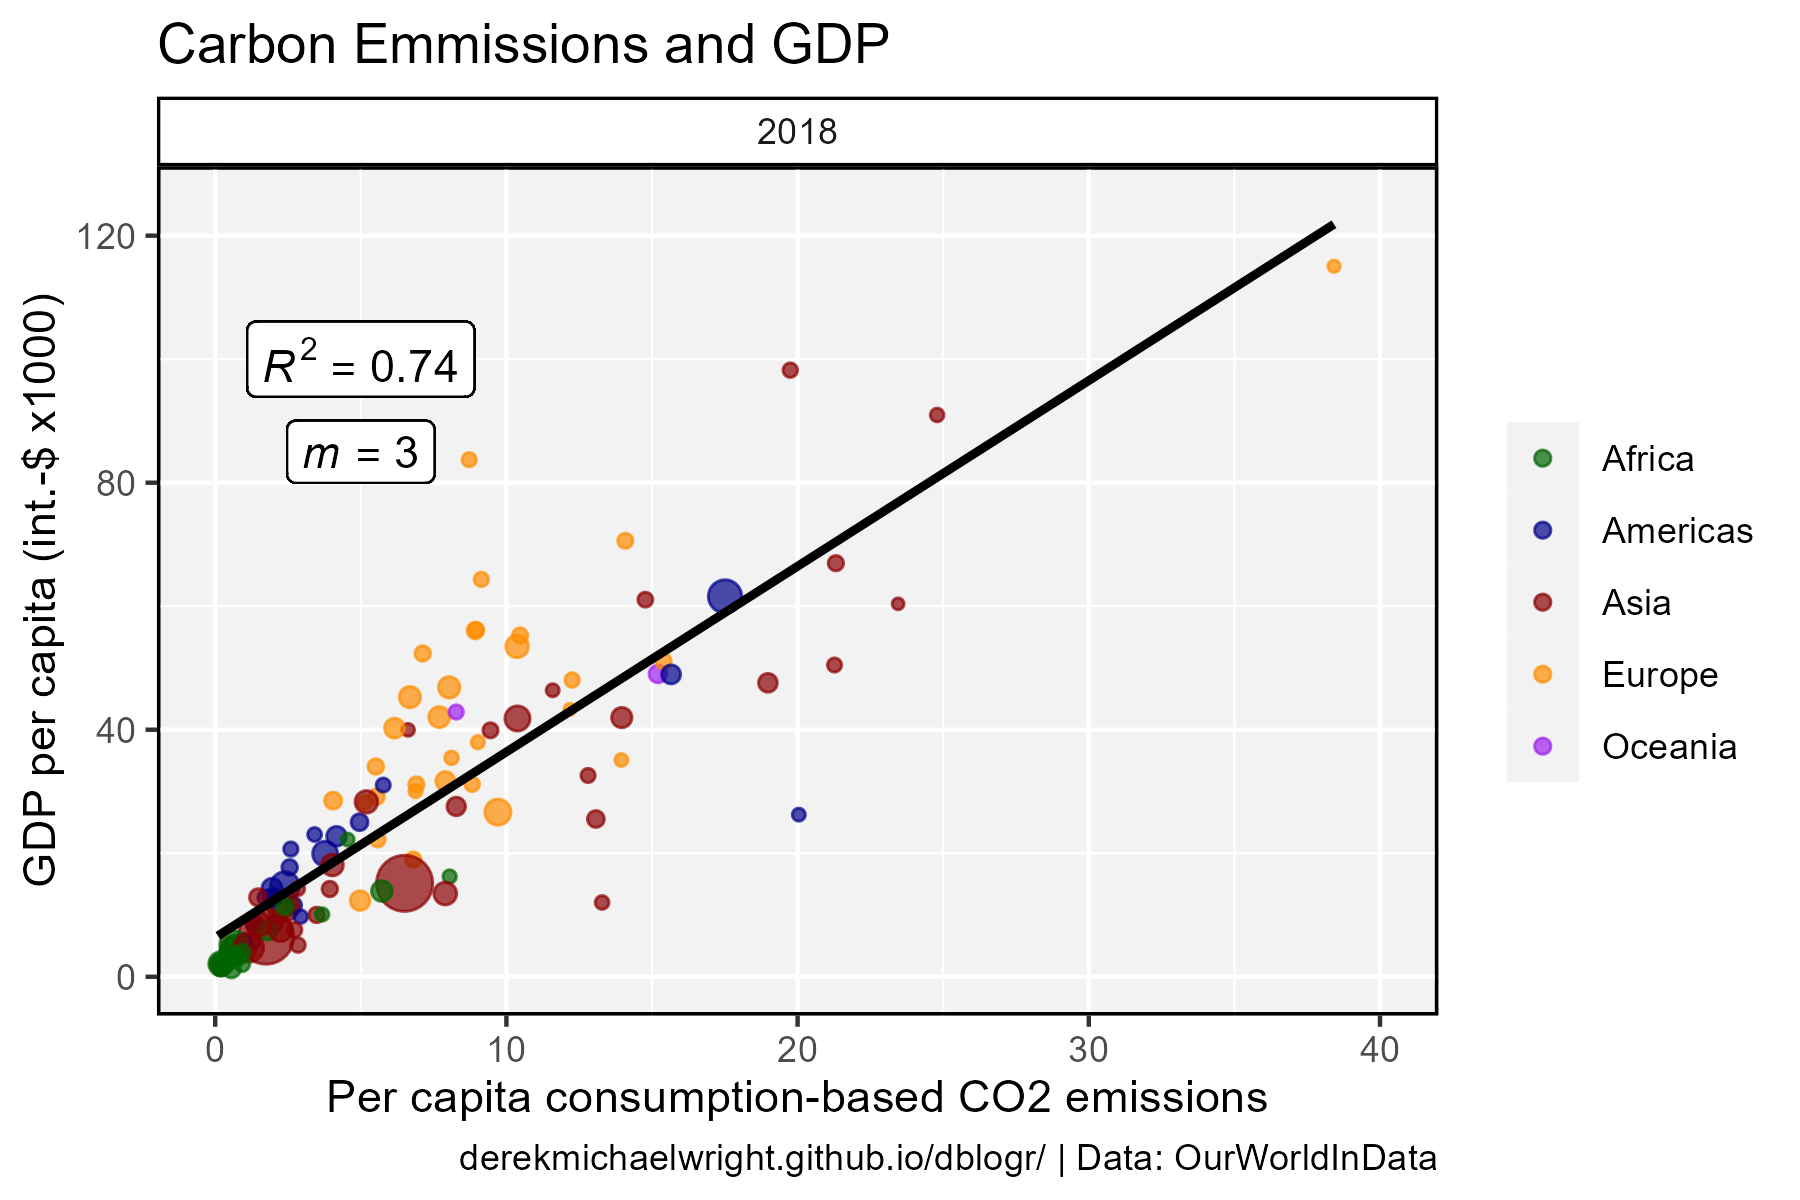 Carbon Emmissions and GDP
2018
GDP per capita (int.-$ x1000)
120
80
40
0
R² = 0.74
m = 3
0 10 20 30 40
Per capita consumption-based CO2 emissions
Africa
Americas
Asia
Europe
Oceania
derekmichaelwright.github.io/dblogr/ | Data: OurWorldInData